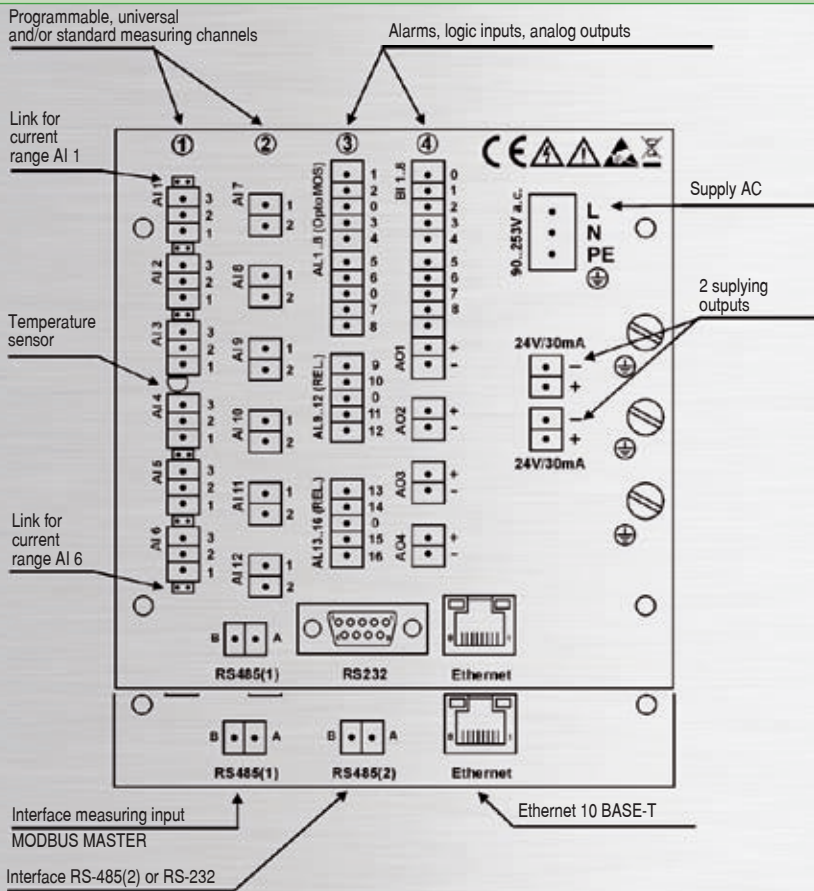 Programmable, universal
and/or standard measuring channels
Alarms, logic inputs, analog outputs
Link for
current
range AI 1
Supply AC
2 suplying
outputs
Temperature
sensor
Link for
current
range AI 6
1
2
3
4
AI 1
3
2
1
AI 2
3
2
1
AI 3
3
2
1
AI 4
3
2
1
AI 5
3
2
1
AI 6
3
2
1
AI 7
1
2
AI 8
1
2
AI 9
1
2
AI 10
1
2
AI 11
1
2
AI 12
1
2
AL1..8 (OptoMOS)
1
2
0
3
4
5
6
0
7
8
AL9..12 (REL.)
9
10
0
11
12
AL13..16 (REL.)
13
14
0
15
16
BI 1..8
0
1
2
3
4
5
6
7
8
AO1
+
-
AO2
+
-
AO3
+
-
AO4
+
-
CE
90..253V a.c.
L
N
PE
24V/30mA
-
+
-
+
24V/30mA
B A
RS485(1)
RS232
Ethernet
B A
RS485(1)
B A
RS485(2)
Ethernet
Interface measuring input
MODBUS MASTER
Ethernet 10 BASE-T
Interface RS-485(2) or RS-232